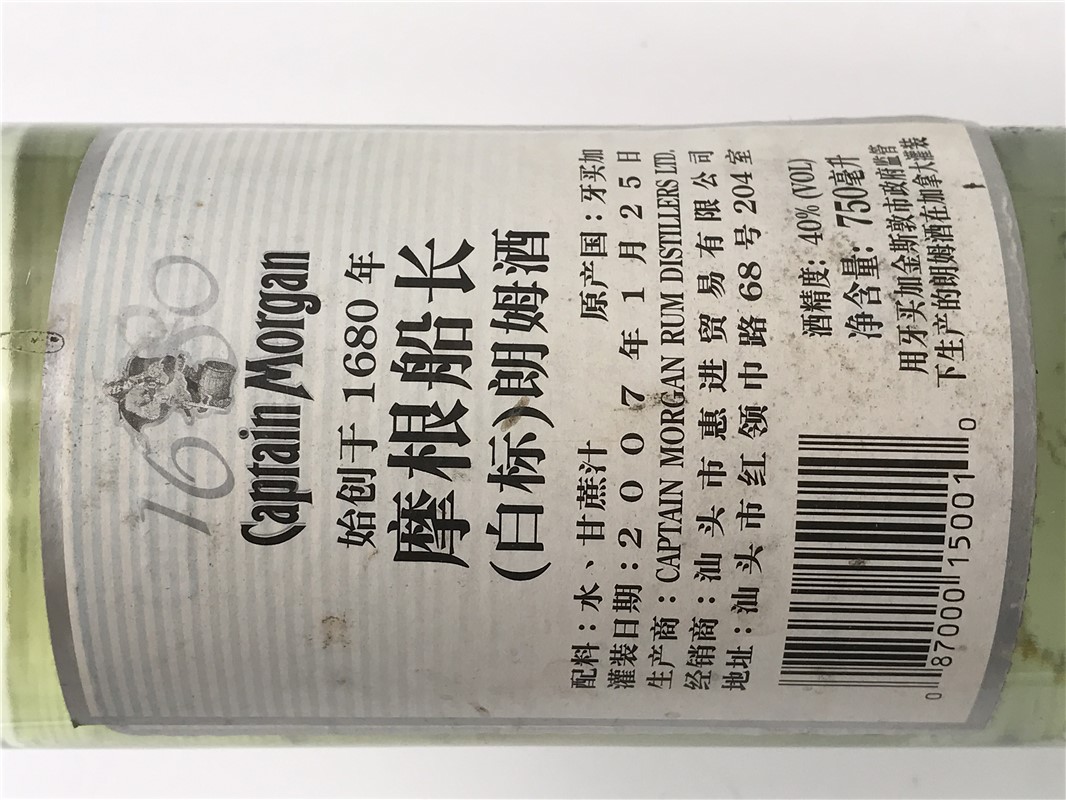 1680
Captain Morgan
始创于 1680 年
摩根船长
(白标)朗姆酒
配料：水、甘蔗汁 原产国：牙买加
灌装日期：2007年1月25日
生产商：CAPTAIN MORGAN RUM DISTILLERS LTD.
经销商：汕头市惠进贸易有限公司
地址：汕头市红领巾路68号204室
酒精度：40% (VOL)
净含量：750毫升
用牙买加金斯敦市政府监管
下生产的朗姆酒在加拿大灌装
0 87000 15001 0